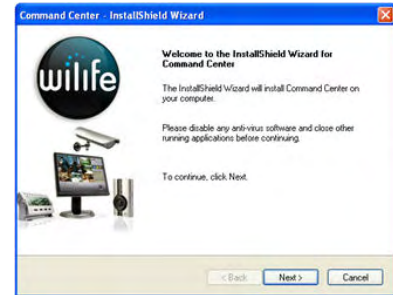 Command Center - InstallShield Wizard
wilife
Welcome to the InstallShield Wizard for
Command Center
The InstallShield Wizard will install Command Center on
your computer.
Please disable any anti-virus software and close other
running applications before continuing.
To continue, click Next.
< Back
Next >
Cancel